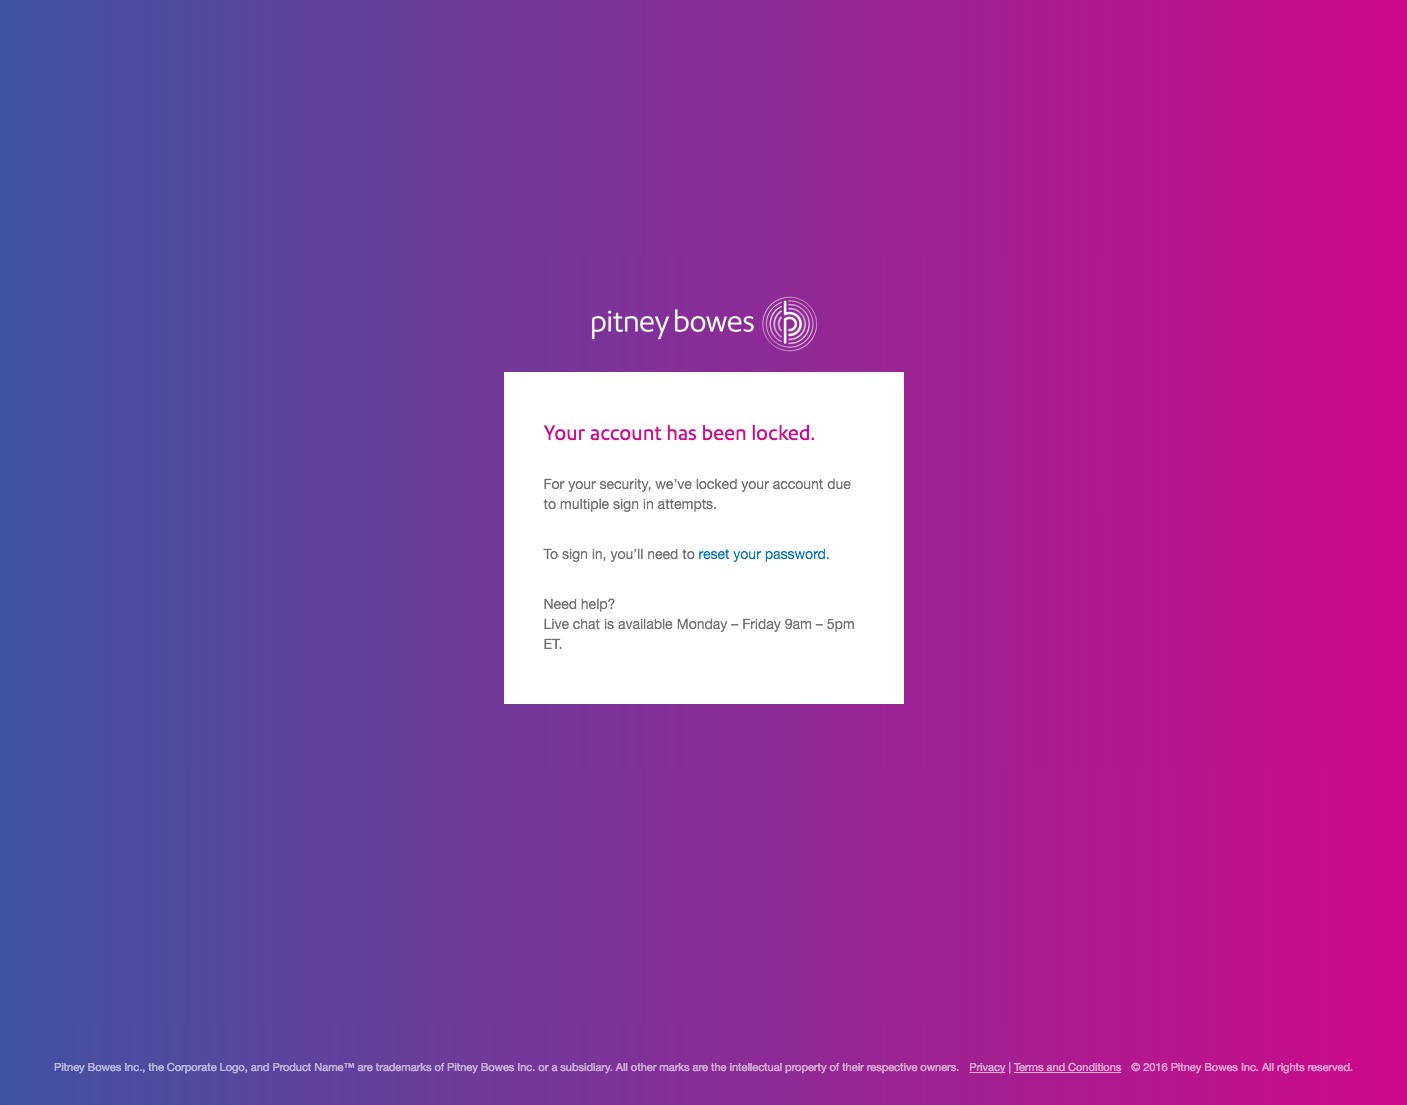 pitney bowes
Your account has been locked.
For your security, we’ve locked your account due
to multiple sign in attempts.
To sign in, you’ll need to reset your password.
Need help?
Live chat is available Monday – Friday 9am – 5pm
ET.
Pitney Bowes Inc., the Corporate Logo, and Product Name™ are trademarks of Pitney Bowes Inc. or a subsidiary. All other marks are the intellectual property of their respective owners. Privacy | Terms and Conditions © 2016 Pitney Bowes Inc. All rights reserved.